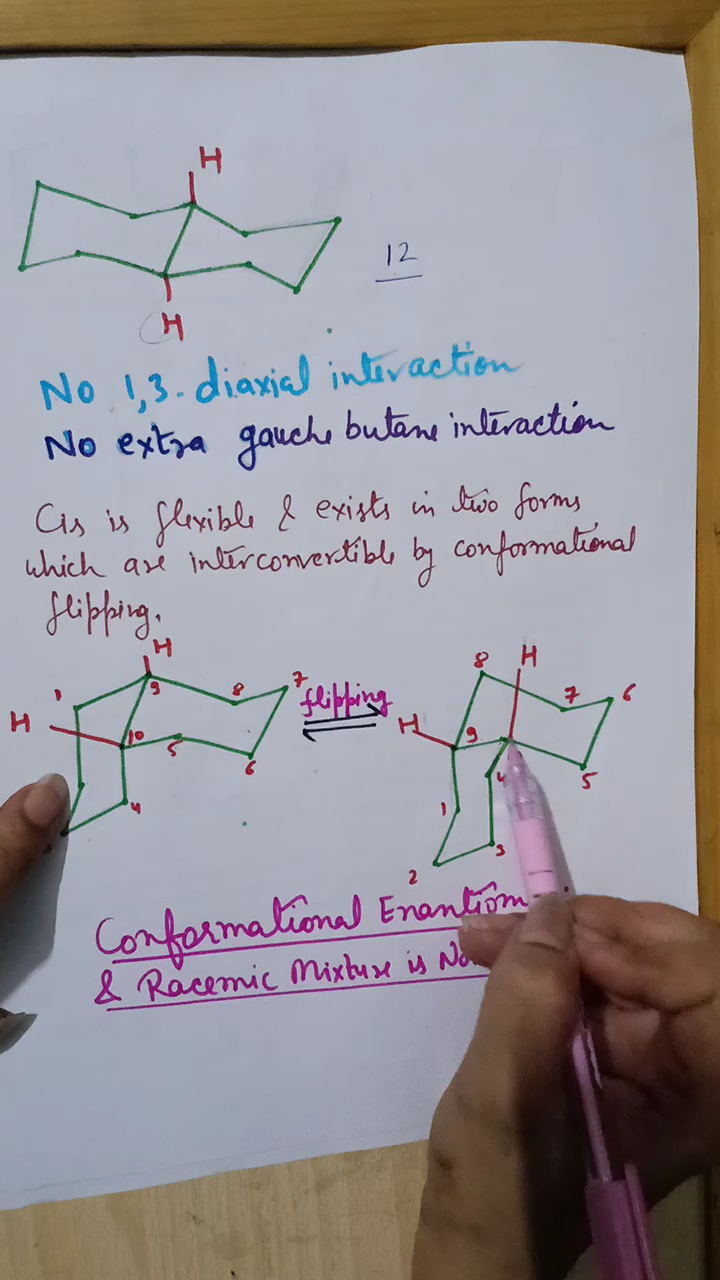 H
12
H
No 1,3-diaxial interaction
No extra gauche butane interaction
Cis is flexible & exists in two forms
which are interconvertible by conformational
flipping.
H
9
1
8
7
H
10
5
6
4
flipping
8
H
7
6
H
9
4
5
1
3
2
Conformational
& Racemic Mixture is